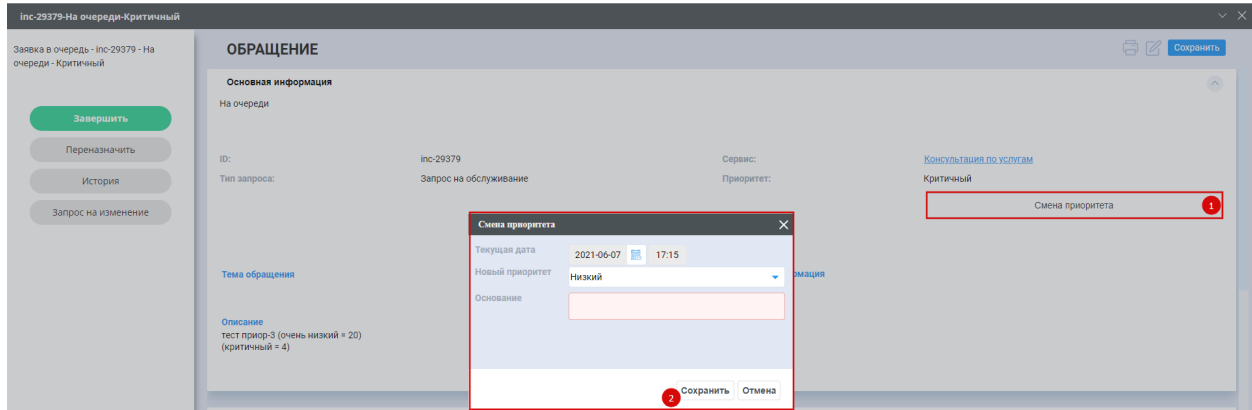 inc-29379-На очереди-Критичный
Заявка в очередь - inc-29379 - На
очереди - Критичный
Завершить
Переназначить
История
Запрос на изменение
ОБРАЩЕНИЕ
Сохранить
Основная информация
На очереди
ID:
inc-29379
Сервис:
Консультация по услугам
Тип запроса:
Запрос на обслуживание
Приоритет:
Критичный
Смена приоритета
1
Тема обращения
рмация
Описание
тест приор-3 (очень низкий = 20)
(критичный = 4)
Смена приоритета
Текущая дата
2021-06-07
17:15
Новый приоритет
Низкий
Основание
2
Сохранить
Отмена